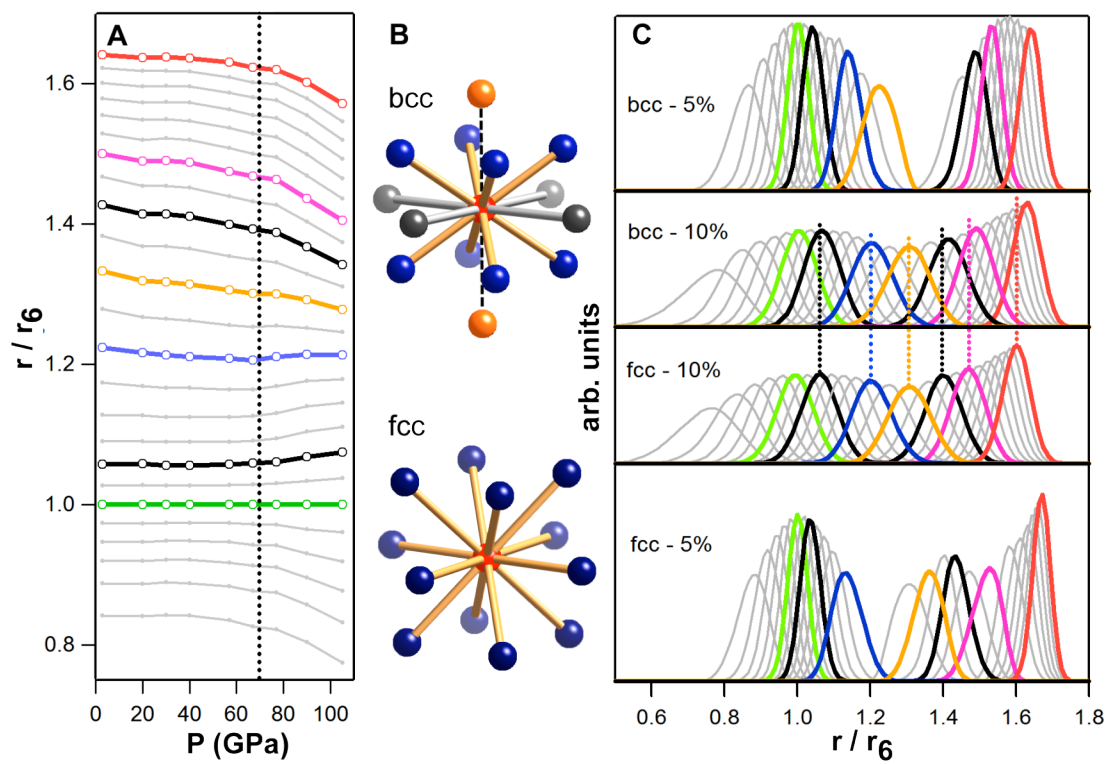 A
B
C
1.6
1.4
1.2
1.0
0.8
r / r6
0 20 40 60 80 100
P (GPa)
bcc
fcc
bcc - 5%
bcc - 10%
fcc - 10%
fcc - 5%
arb. units
0.6 0.8 1.0 1.2 1.4 1.6 1.8
r / r6